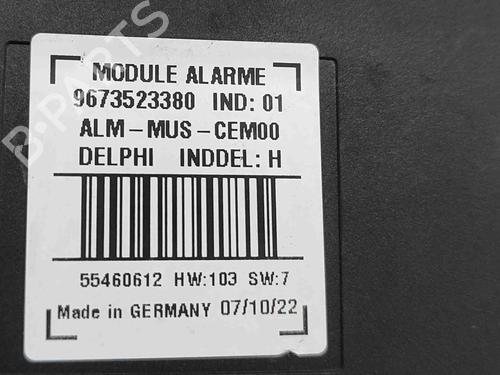 MODULE ALARME
9673523380 IND: 01
ALM-MUS-CEM00
DELPHI INDDEL: H
55460612 HW:103 SW:7
Made in GERMANY 07/10/22
B-PARTS